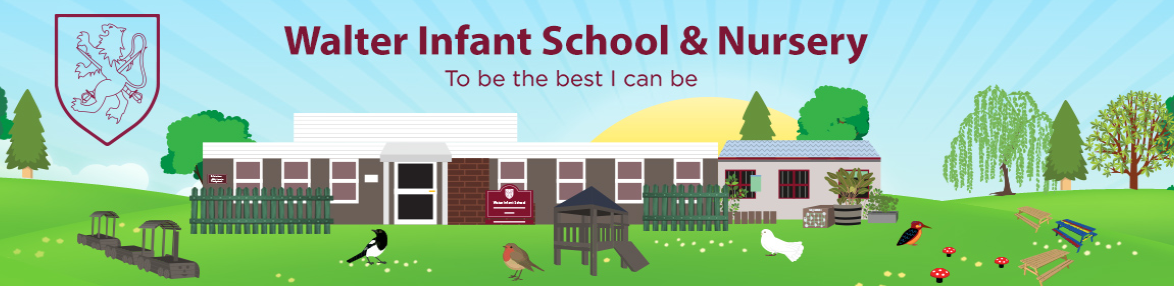 Walter Infant School & Nursery
To be the best I can be